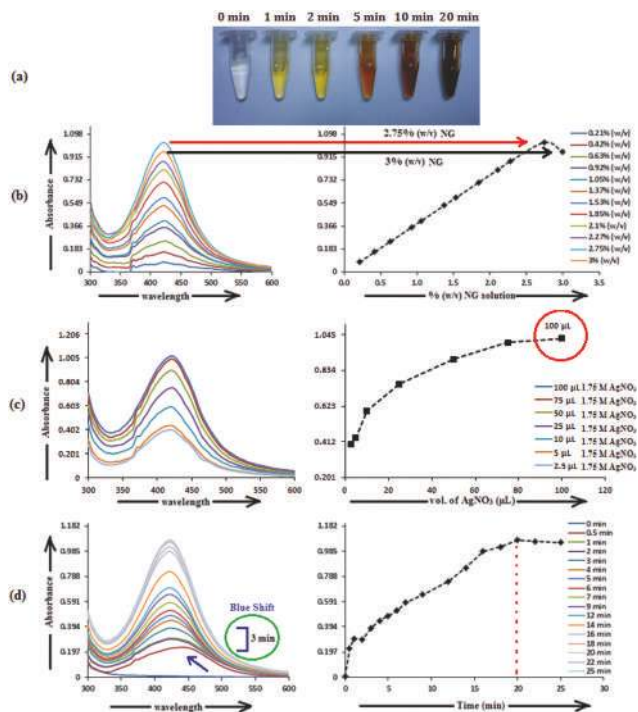 0 min 1 min 2 min 5 min 10 min 20 min
(a)
(b)
Absorbance
1.098
0.915
0.732
0.549
0.366
0.183
0
300 350 400 450 500 550 600
wavelength
2.75% (w/v) NG
3% (w/v) NG
1.098
0.915
0.732
0.549
0.366
0.183
0
0.0 0.5 1.0 1.5 2.0 2.5 3.0 3.5
% (w/v) NG solution
0.21% (w/v)
0.42% (w/v)
0.63% (w/v)
0.92% (w/v)
1.05% (w/v)
1.37% (w/v)
1.53% (w/v)
1.85% (w/v)
2.1% (w/v)
2.27% (w/v)
2.75% (w/v)
3% (w/v)
(c)
Absorbance
1.206
1.005
0.804
0.603
0.402
0.201
0
300 350 400 450 500 550 600
wavelength
1.045
0.834
0.623
0.412
0.201
0 20 40 60 80 100 120
vol. of AgNO₃ (µL)
100 µL
100 µL 1.75 M AgNO₃
75 µL 1.75 M AgNO₃
50 µL 1.75 M AgNO₃
25 µL 1.75 M AgNO₃
10 µL 1.75 M AgNO₃
5 µL 1.75 M AgNO₃
2.5 µL 1.75 M AgNO₃
(d)
Absorbance
1.182
0.985
0.788
0.591
0.394
0.197
0
300 350 400 450 500 550 600
wavelength
Blue Shift
3 min
1.182
0.985
0.788
0.591
0.394
0.197
0
0 5 10 15 20 25 30
Time (min)
0 min
0.5 min
1 min
2 min
3 min
4 min
5 min
6 min
7 min
9 min
12 min
14 min
16 min
18 min
20 min
22 min
25 min